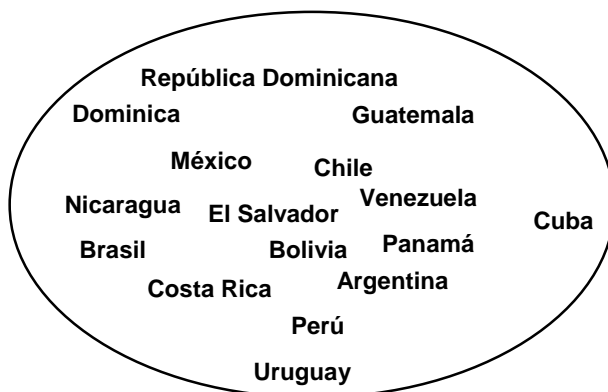 República Dominicana
Dominica
Guatemala
México
Chile
Nicaragua
El Salvador
Venezuela
Cuba
Brasil
Bolivia
Panamá
Costa Rica
Argentina
Perú
Uruguay